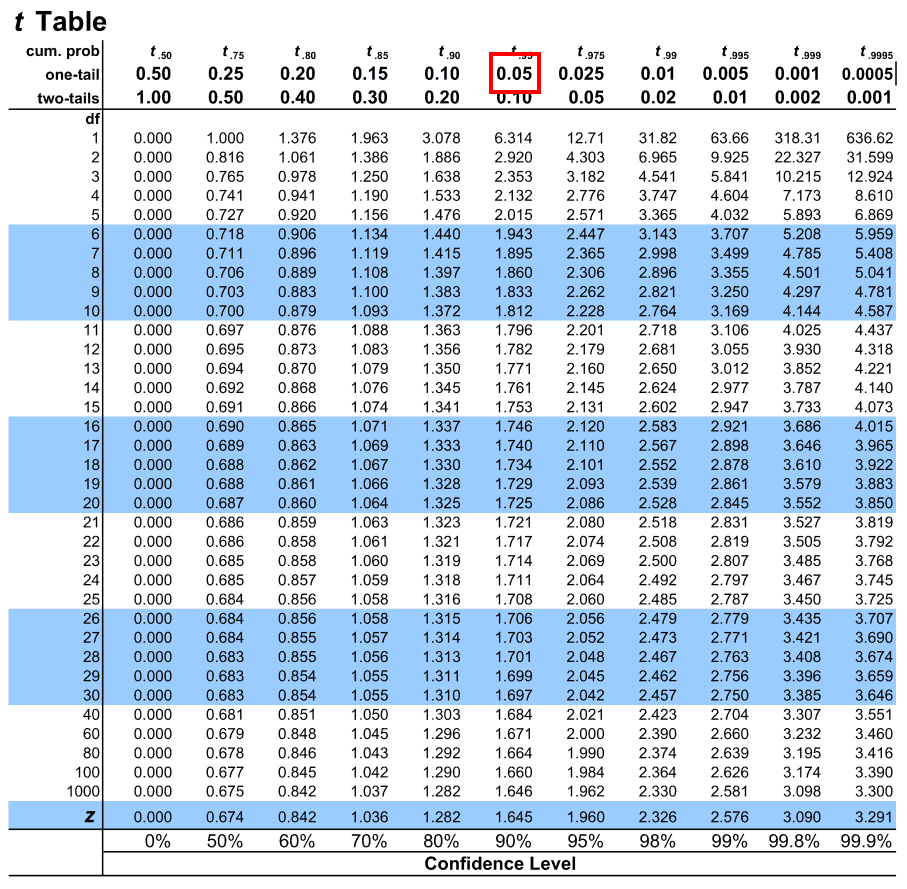 t Table
cum. prob t.50 t.75 t.80 t.85 t.90 t.95 t.975 t.99 t.995 t.999 t.9995
one-tail 0.50 0.25 0.20 0.15 0.10 0.05 0.025 0.01 0.005 0.001 0.0005
two-tails 1.00 0.50 0.40 0.30 0.20 0.10 0.05 0.02 0.01 0.002 0.001
df
1 0.000 1.000 1.376 1.963 3.078 6.314 12.71 31.82 63.66 318.31 636.62
2 0.000 0.816 1.061 1.386 1.886 2.920 4.303 6.965 9.925 22.327 31.599
3 0.000 0.765 0.978 1.250 1.638 2.353 3.182 4.541 5.841 10.215 12.924
4 0.000 0.741 0.941 1.190 1.533 2.132 2.776 3.747 4.604 7.173 8.610
5 0.000 0.727 0.920 1.156 1.476 2.015 2.571 3.365 4.032 5.893 6.869
6 0.000 0.718 0.906 1.134 1.440 1.943 2.447 3.143 3.707 5.208 5.959
7 0.000 0.711 0.896 1.119 1.415 1.895 2.365 2.998 3.499 4.785 5.408
8 0.000 0.706 0.889 1.108 1.397 1.860 2.306 2.896 3.355 4.501 5.041
9 0.000 0.703 0.883 1.100 1.383 1.833 2.262 2.821 3.250 4.297 4.781
10 0.000 0.700 0.879 1.093 1.372 1.812 2.228 2.764 3.169 4.144 4.587
11 0.000 0.697 0.876 1.088 1.363 1.796 2.201 2.718 3.106 4.025 4.437
12 0.000 0.695 0.873 1.083 1.356 1.782 2.179 2.681 3.055 3.930 4.318
13 0.000 0.694 0.870 1.079 1.350 1.771 2.160 2.650 3.012 3.852 4.221
14 0.000 0.692 0.868 1.076 1.345 1.761 2.145 2.624 2.977 3.787 4.140
15 0.000 0.691 0.866 1.074 1.341 1.753 2.131 2.602 2.947 3.733 4.073
16 0.000 0.690 0.865 1.071 1.337 1.746 2.120 2.583 2.921 3.686 4.015
17 0.000 0.689 0.863 1.069 1.333 1.740 2.110 2.567 2.898 3.646 3.965
18 0.000 0.688 0.862 1.067 1.330 1.734 2.101 2.552 2.878 3.610 3.922
19 0.000 0.688 0.861 1.066 1.328 1.729 2.093 2.539 2.861 3.579 3.883
20 0.000 0.687 0.860 1.064 1.325 1.725 2.086 2.528 2.845 3.552 3.850
21 0.000 0.686 0.859 1.063 1.323 1.721 2.080 2.518 2.831 3.527 3.819
22 0.000 0.686 0.858 1.061 1.321 1.717 2.074 2.508 2.819 3.505 3.792
23 0.000 0.685 0.858 1.060 1.319 1.714 2.069 2.500 2.807 3.485 3.768
24 0.000 0.685 0.857 1.059 1.318 1.711 2.064 2.492 2.797 3.467 3.745
25 0.000 0.684 0.856 1.058 1.316 1.708 2.060 2.485 2.787 3.450 3.725
26 0.000 0.684 0.856 1.058 1.315 1.706 2.056 2.479 2.779 3.435 3.707
27 0.000 0.684 0.855 1.057 1.314 1.703 2.052 2.473 2.771 3.421 3.690
28 0.000 0.683 0.855 1.056 1.313 1.701 2.048 2.467 2.763 3.408 3.674
29 0.000 0.683 0.854 1.055 1.311 1.699 2.045 2.462 2.756 3.396 3.659
30 0.000 0.683 0.854 1.055 1.310 1.697 2.042 2.457 2.750 3.385 3.646
40 0.000 0.681 0.851 1.050 1.303 1.684 2.021 2.423 2.704 3.307 3.551
60 0.000 0.679 0.848 1.045 1.296 1.671 2.000 2.390 2.660 3.232 3.460
80 0.000 0.678 0.846 1.043 1.292 1.664 1.990 2.374 2.639 3.195 3.416
100 0.000 0.677 0.845 1.042 1.290 1.660 1.984 2.364 2.626 3.174 3.390
1000 0.000 0.675 0.842 1.037 1.282 1.646 1.962 2.330 2.581 3.098 3.300
z 0.000 0.674 0.842 1.036 1.282 1.645 1.960 2.326 2.576 3.090 3.291
0% 50% 60% 70% 80% 90% 95% 98% 99% 99.8% 99.9%
Confidence Level